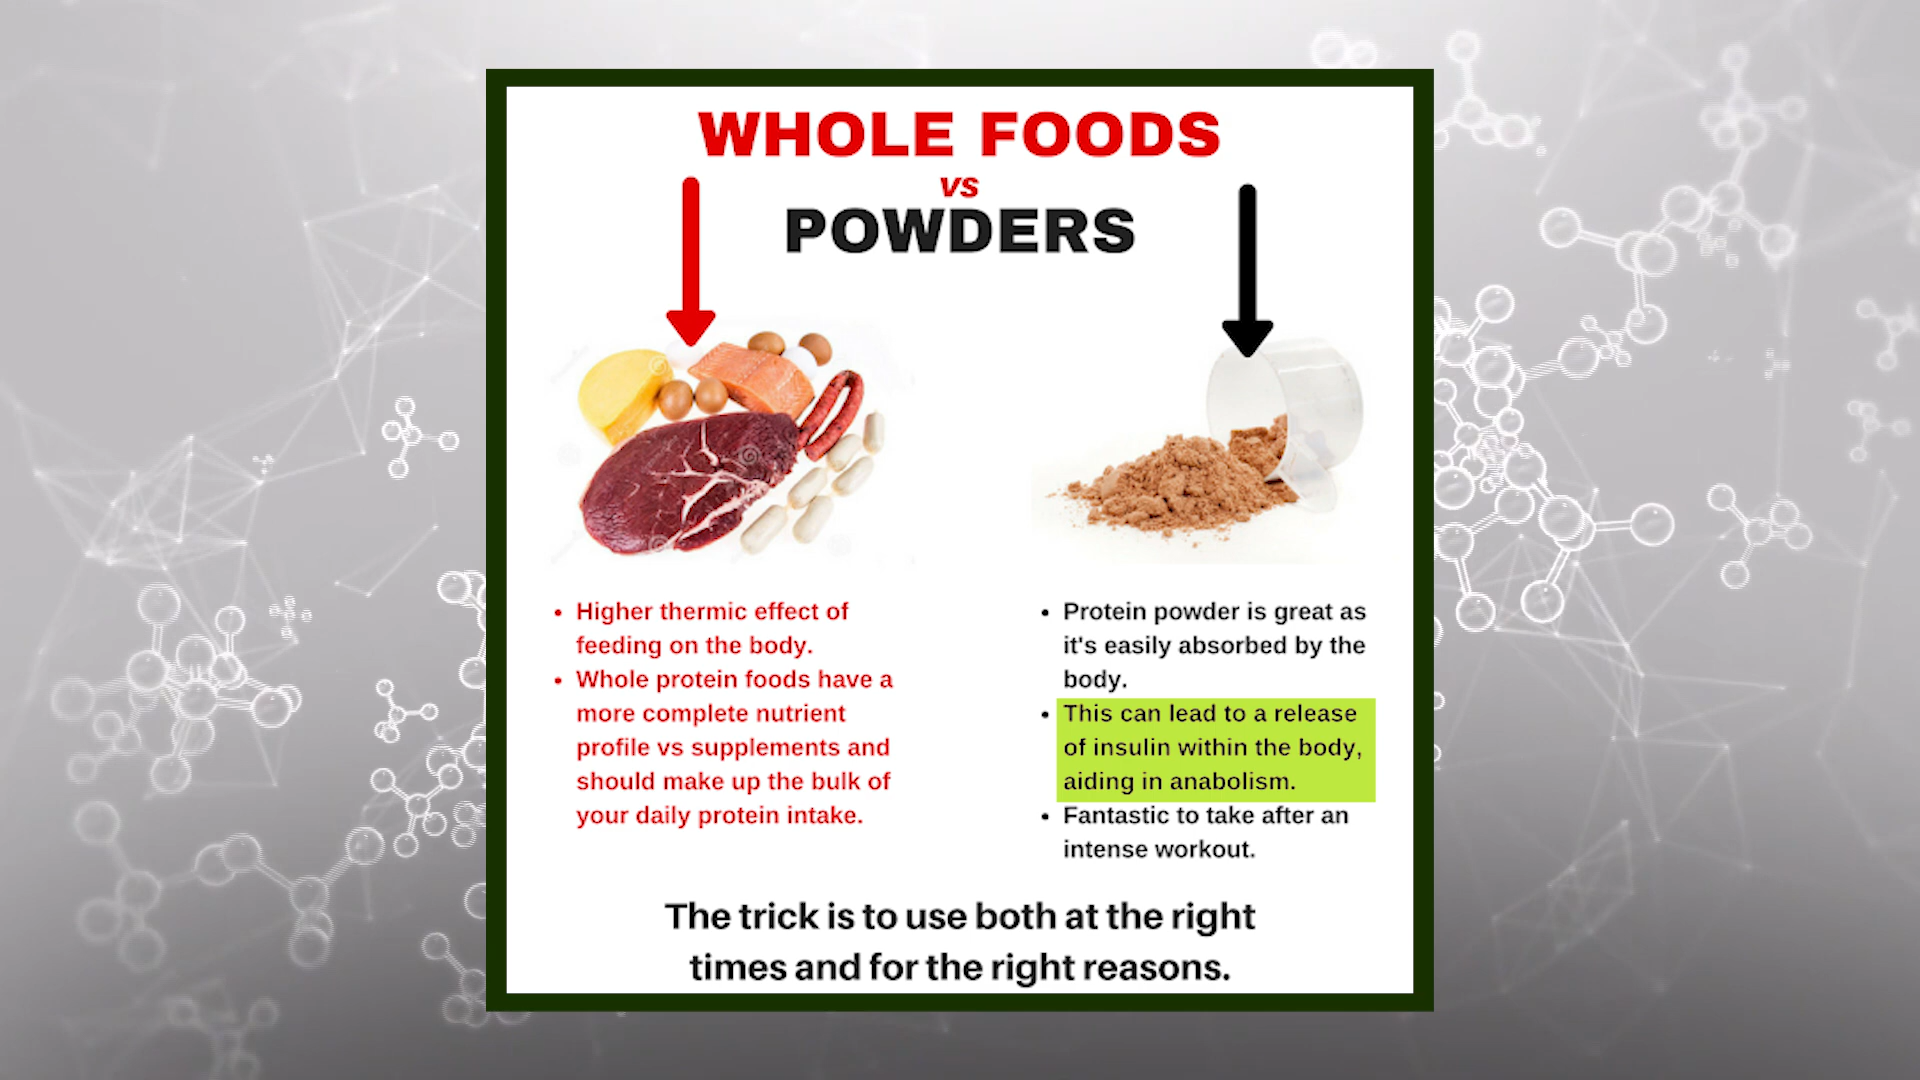 WHOLE FOODS
VS
POWDERS
• Higher thermic effect of
feeding on the body.
• Whole protein foods have a
more complete nutrient
profile vs supplements and
should make up the bulk of
your daily protein intake.
• Protein powder is great as
it's easily absorbed by the
body.
• This can lead to a release
of insulin within the body,
aiding in anabolism.
• Fantastic to take after an
intense workout.
The trick is to use both at the right
times and for the right reasons.